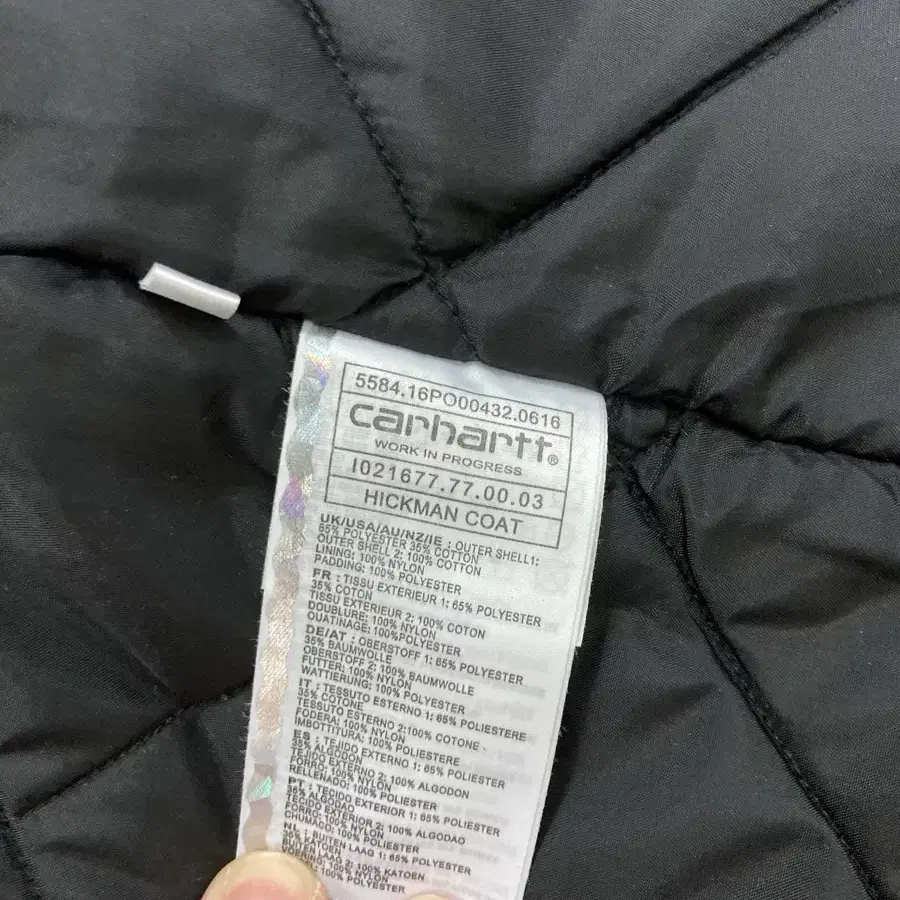 5584.16PO00432.0616
carhartt®
WORK IN PROGRESS
I021677.77.00.03
HICKMAN COAT
UK/USA/AU/NZ/IE : OUTER SHELL1:
65% POLYESTER 35% COTTON
OUTER SHELL 2: 100% COTTON
LINING: 100% NYLON
PADDING: 100% POLYESTER
FR : TISSU EXTERIEUR 1: 65% POLYESTER
35% COTON
TISSU EXTERIEUR 2: 100% COTON
DOUBLURE: 100% NYLON
OUATINAGE: 100%POLYESTER
DE/AT : OBERSTOFF 1: 65% POLYESTER
35% BAUMWOLLE
OBERSTOFF 2: 100% BAUMWOLLE
FUTTER: 100% NYLON
WATTIERUNG: 100% POLYESTER
IT : TESSUTO ESTERNO 1: 65% POLIESTERE
35% COTONE
TESSUTO ESTERNO 2:100% COTONE .
FODERA: 100% NYLON
IMBOTTITURA: 100% POLIESTERE
ES : TEJIDO EXTERNO 1: 65% POLIÉSTER
35% ALGODON
TEJIDO EXTERNO 2: 100% ALGODON
FORRO: 100% NYLON
RELLENADO: 100% POLIESTER
PT : TECIDO EXTERIOR 1: 65% POLIESTER
35% ALGODAO
TECIDO EXTERIOR 2: 100% ALGODAO
FORRO: 100% NYLON
CHUMACO: 100% POLIESTER
NL : BUITEN LAAG 1: 65% POLYESTER
35% KATOEN
BUITEN LAAG 2: 100% KATOEN
100% NYLON
100% POLYESTER